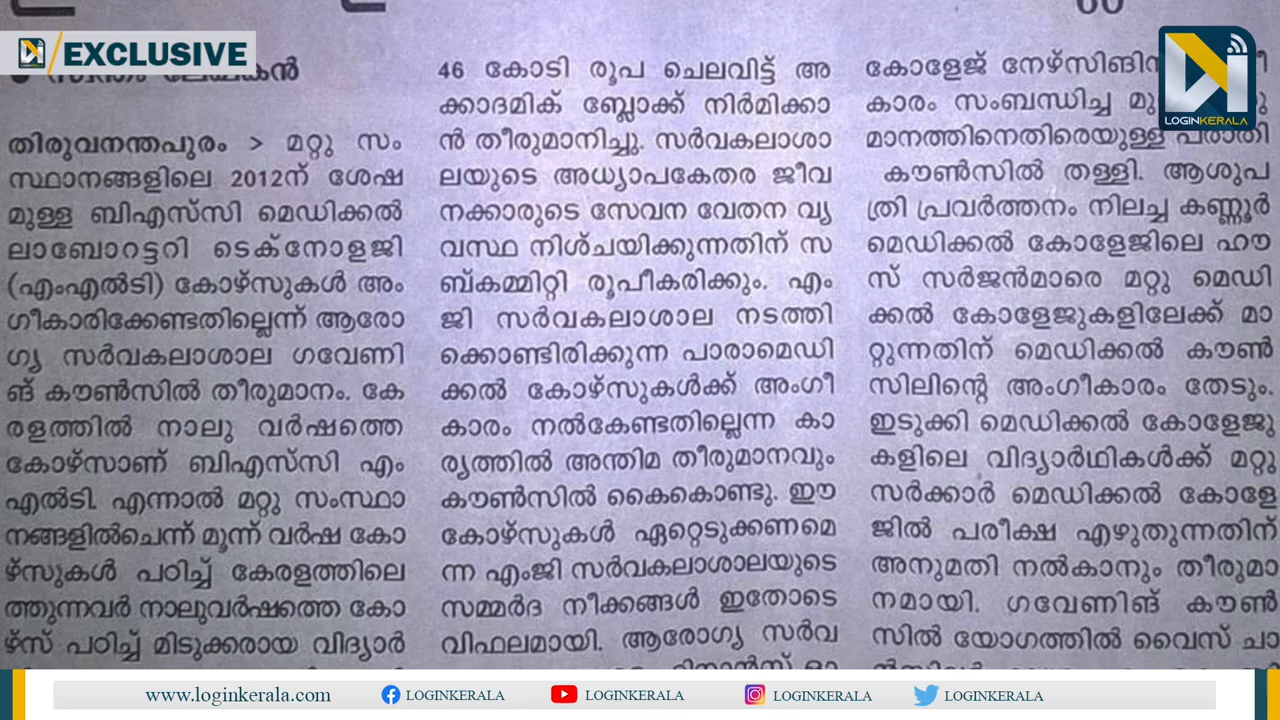 EXCLUSIVE
തിരുവനന്തപുരം > മറ്റു സം
സ്ഥാനങ്ങളിലെ 2012ന് ശേഷ
മുള്ള ബിഎസ്‌സി മെഡിക്കൽ
ലാബോറട്ടറി ടെക്നോളജി
(എംഎൽടി) കോഴ്സുകൾ അം
ഗീകാരിക്കേണ്ടതില്ലെന്ന് ആരോ
ഗ്യ സർവകലാശാല ഗവേണി
ങ് കൗൺസിൽ തീരുമാനം. കേ
രളത്തിൽ നാലു വർഷത്തെ
കോഴ്സാണ് ബിഎസ്‌സി എം
എൽടി. എന്നാൽ മറ്റു സംസ്ഥാ
നങ്ങളിൽചെന്ന് മൂന്ന് വർഷ കോ
ഴ്സുകൾ പഠിച്ച് കേരളത്തിലെ
ത്തുന്നവർ നാലുവർഷത്തെ കോ
ഴ്സ് പഠിച്ച് മിടുക്കരായ വിദ്യാർ
46 കോടി രൂപ ചെലവിട്ട് അ
ക്കാദമിക് ബ്ലോക്ക് നിർമിക്കാ
ൻ തീരുമാനിച്ചു. സർവകലാശാ
ലയുടെ അധ്യാപകേതര ജീവ
നക്കാരുടെ സേവന വേതന വ്യ
വസ്ഥ നിശ്ചയിക്കുന്നതിന് സ
ബ്കമ്മിറ്റി രൂപീകരിക്കും. എം
ജി സർവകലാശാല നടത്തി
ക്കൊണ്ടിരിക്കുന്ന പാരാമെഡി
ക്കൽ കോഴ്സുകൾക്ക് അംഗീ
കാരം നൽകേണ്ടതില്ലെന്ന കാ
ര്യത്തിൽ അന്തിമ തീരുമാനവും
കൗൺസിൽ കൈകൊണ്ടു. ഈ
കോഴ്സുകൾ ഏറ്റെടുക്കണമെ
ന്ന എംജി സർവകലാശാലയുടെ
സമ്മർദ നീക്കങ്ങൾ ഇതോടെ
വിഫലമായി. ആരോഗ്യ സർവ
കോളേജ് നേഴ്സിങിന്
കാരം സംബന്ധിച്ച
മാനത്തിനെതിരെയുള്ള പരാതി
കൗൺസിൽ തള്ളി. ആശുപ
ത്രി പ്രവർത്തനം നിലച്ച കണ്ണൂർ
മെഡിക്കൽ കോളേജിലെ ഹൗ
സ് സർജൻമാരെ മറ്റു മെഡി
ക്കൽ കോളേജുകളിലേക്ക് മാ
റ്റുന്നതിന് മെഡിക്കൽ കൗൺ
സിലിന്റെ അംഗീകാരം തേടും.
ഇടുക്കി മെഡിക്കൽ കോളേജു
കളിലെ വിദ്യാർഥികൾക്ക് മറ്റു
സർക്കാർ മെഡിക്കൽ കോളേ
ജിൽ പരീക്ഷ എഴുതുന്നതിന്
അനുമതി നൽകാനും തീരുമാ
നമായി. ഗവേണിങ് കൗൺ
സിൽ യോഗത്തിൽ വൈസ് ചാ
LOGINKERALA
www.loginkerala.com LOGINKERALA LOGINKERALA LOGINKERALA LOGINKERALA